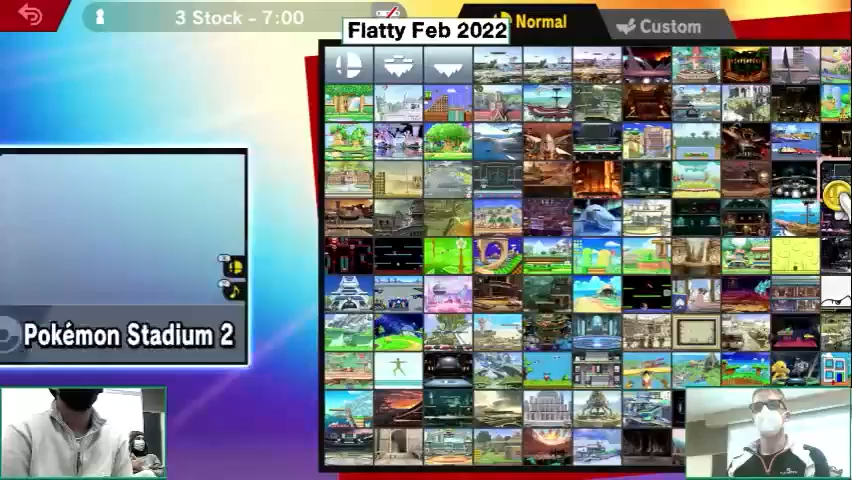 3 Stock - 7:00
Normal
Flatty Feb 2022
Custom
Pokémon Stadium 2